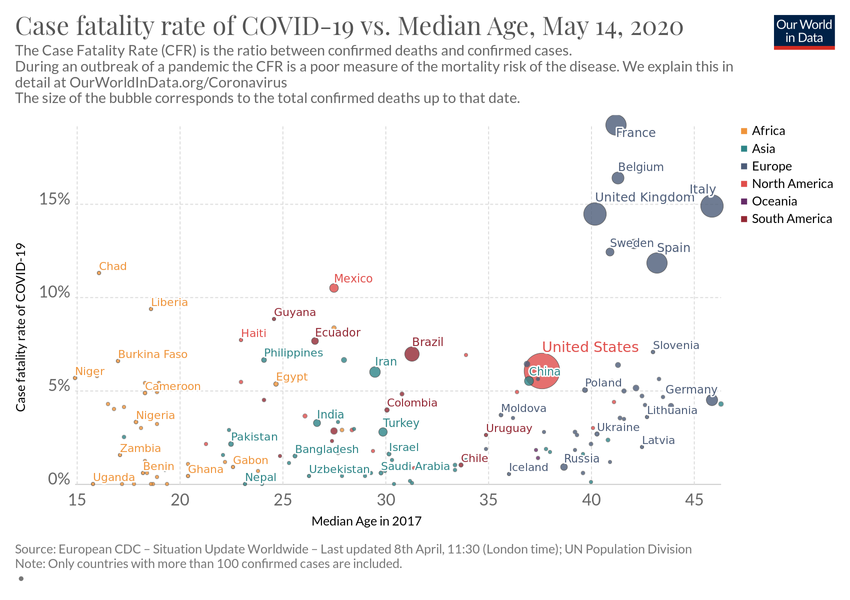 Case fatality rate of COVID-19 vs. Median Age, May 14, 2020
Our World
in Data
The Case Fatality Rate (CFR) is the ratio between confirmed deaths and confirmed cases.
During an outbreak of a pandemic the CFR is a poor measure of the mortality risk of the disease. We explain this in
detail at OurWorldInData.org/Coronavirus
The size of the bubble corresponds to the total confirmed deaths up to that date.
Africa
Asia
Europe
North America
Oceania
South America
France
Belgium
Italy
United Kingdom
15%
Sweden
Spain
Chad
Mexico
10%
Liberia
Guyana
Haiti
Ecuador
Brazil
United States
Slovenia
Burkina Faso
Philippines
Iran
China
Niger
Egypt
Cameroon
Poland
Germany
5%
Case fatality rate of COVID-19
Colombia
Moldova
Lithuania
Nigeria
India
Turkey
Uruguay
Ukraine
Pakistan
Latvia
Zambia
Bangladesh
Israel
Gabon
Chile
Russia
Benin
Ghana
Uzbekistan
Saudi Arabia
Iceland
Uganda
Nepal
0%
15
20
25
30
35
40
45
Median Age in 2017
Source: European CDC – Situation Update Worldwide – Last updated 8th April, 11:30 (London time); UN Population Division
Note: Only countries with more than 100 confirmed cases are included.